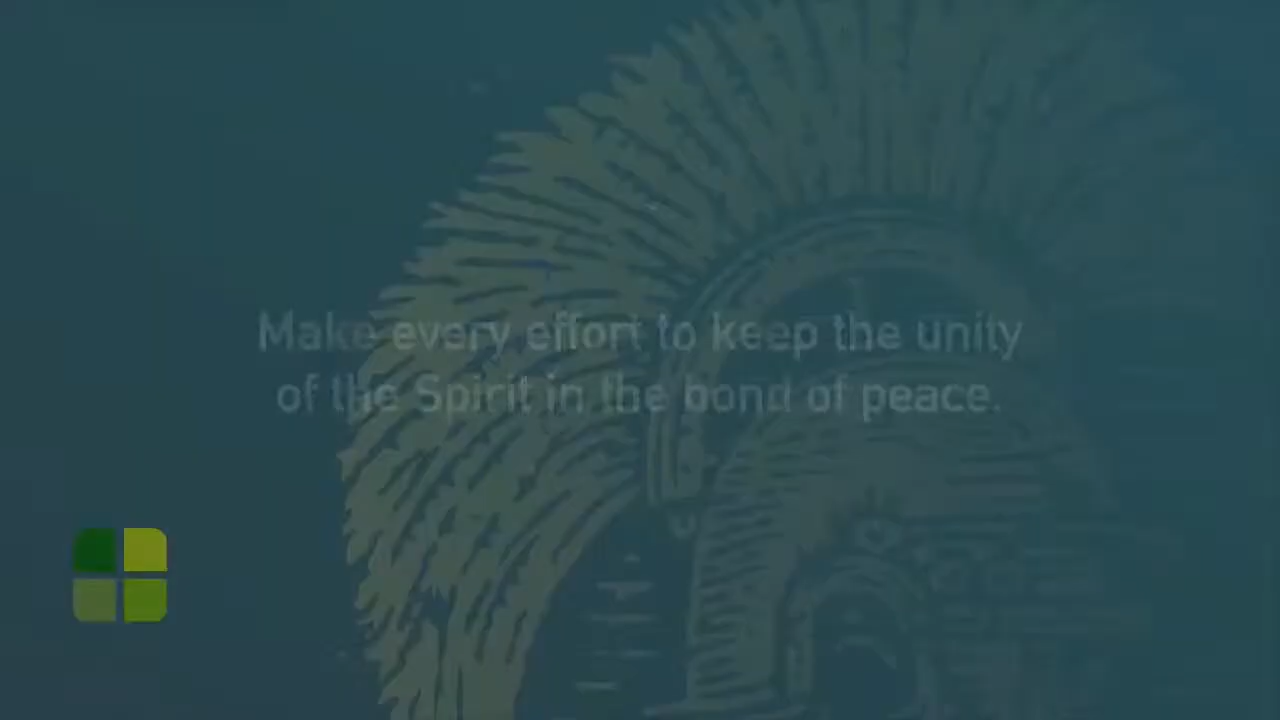 Make every effort to keep the unity
of the Spirit in the bond of peace.